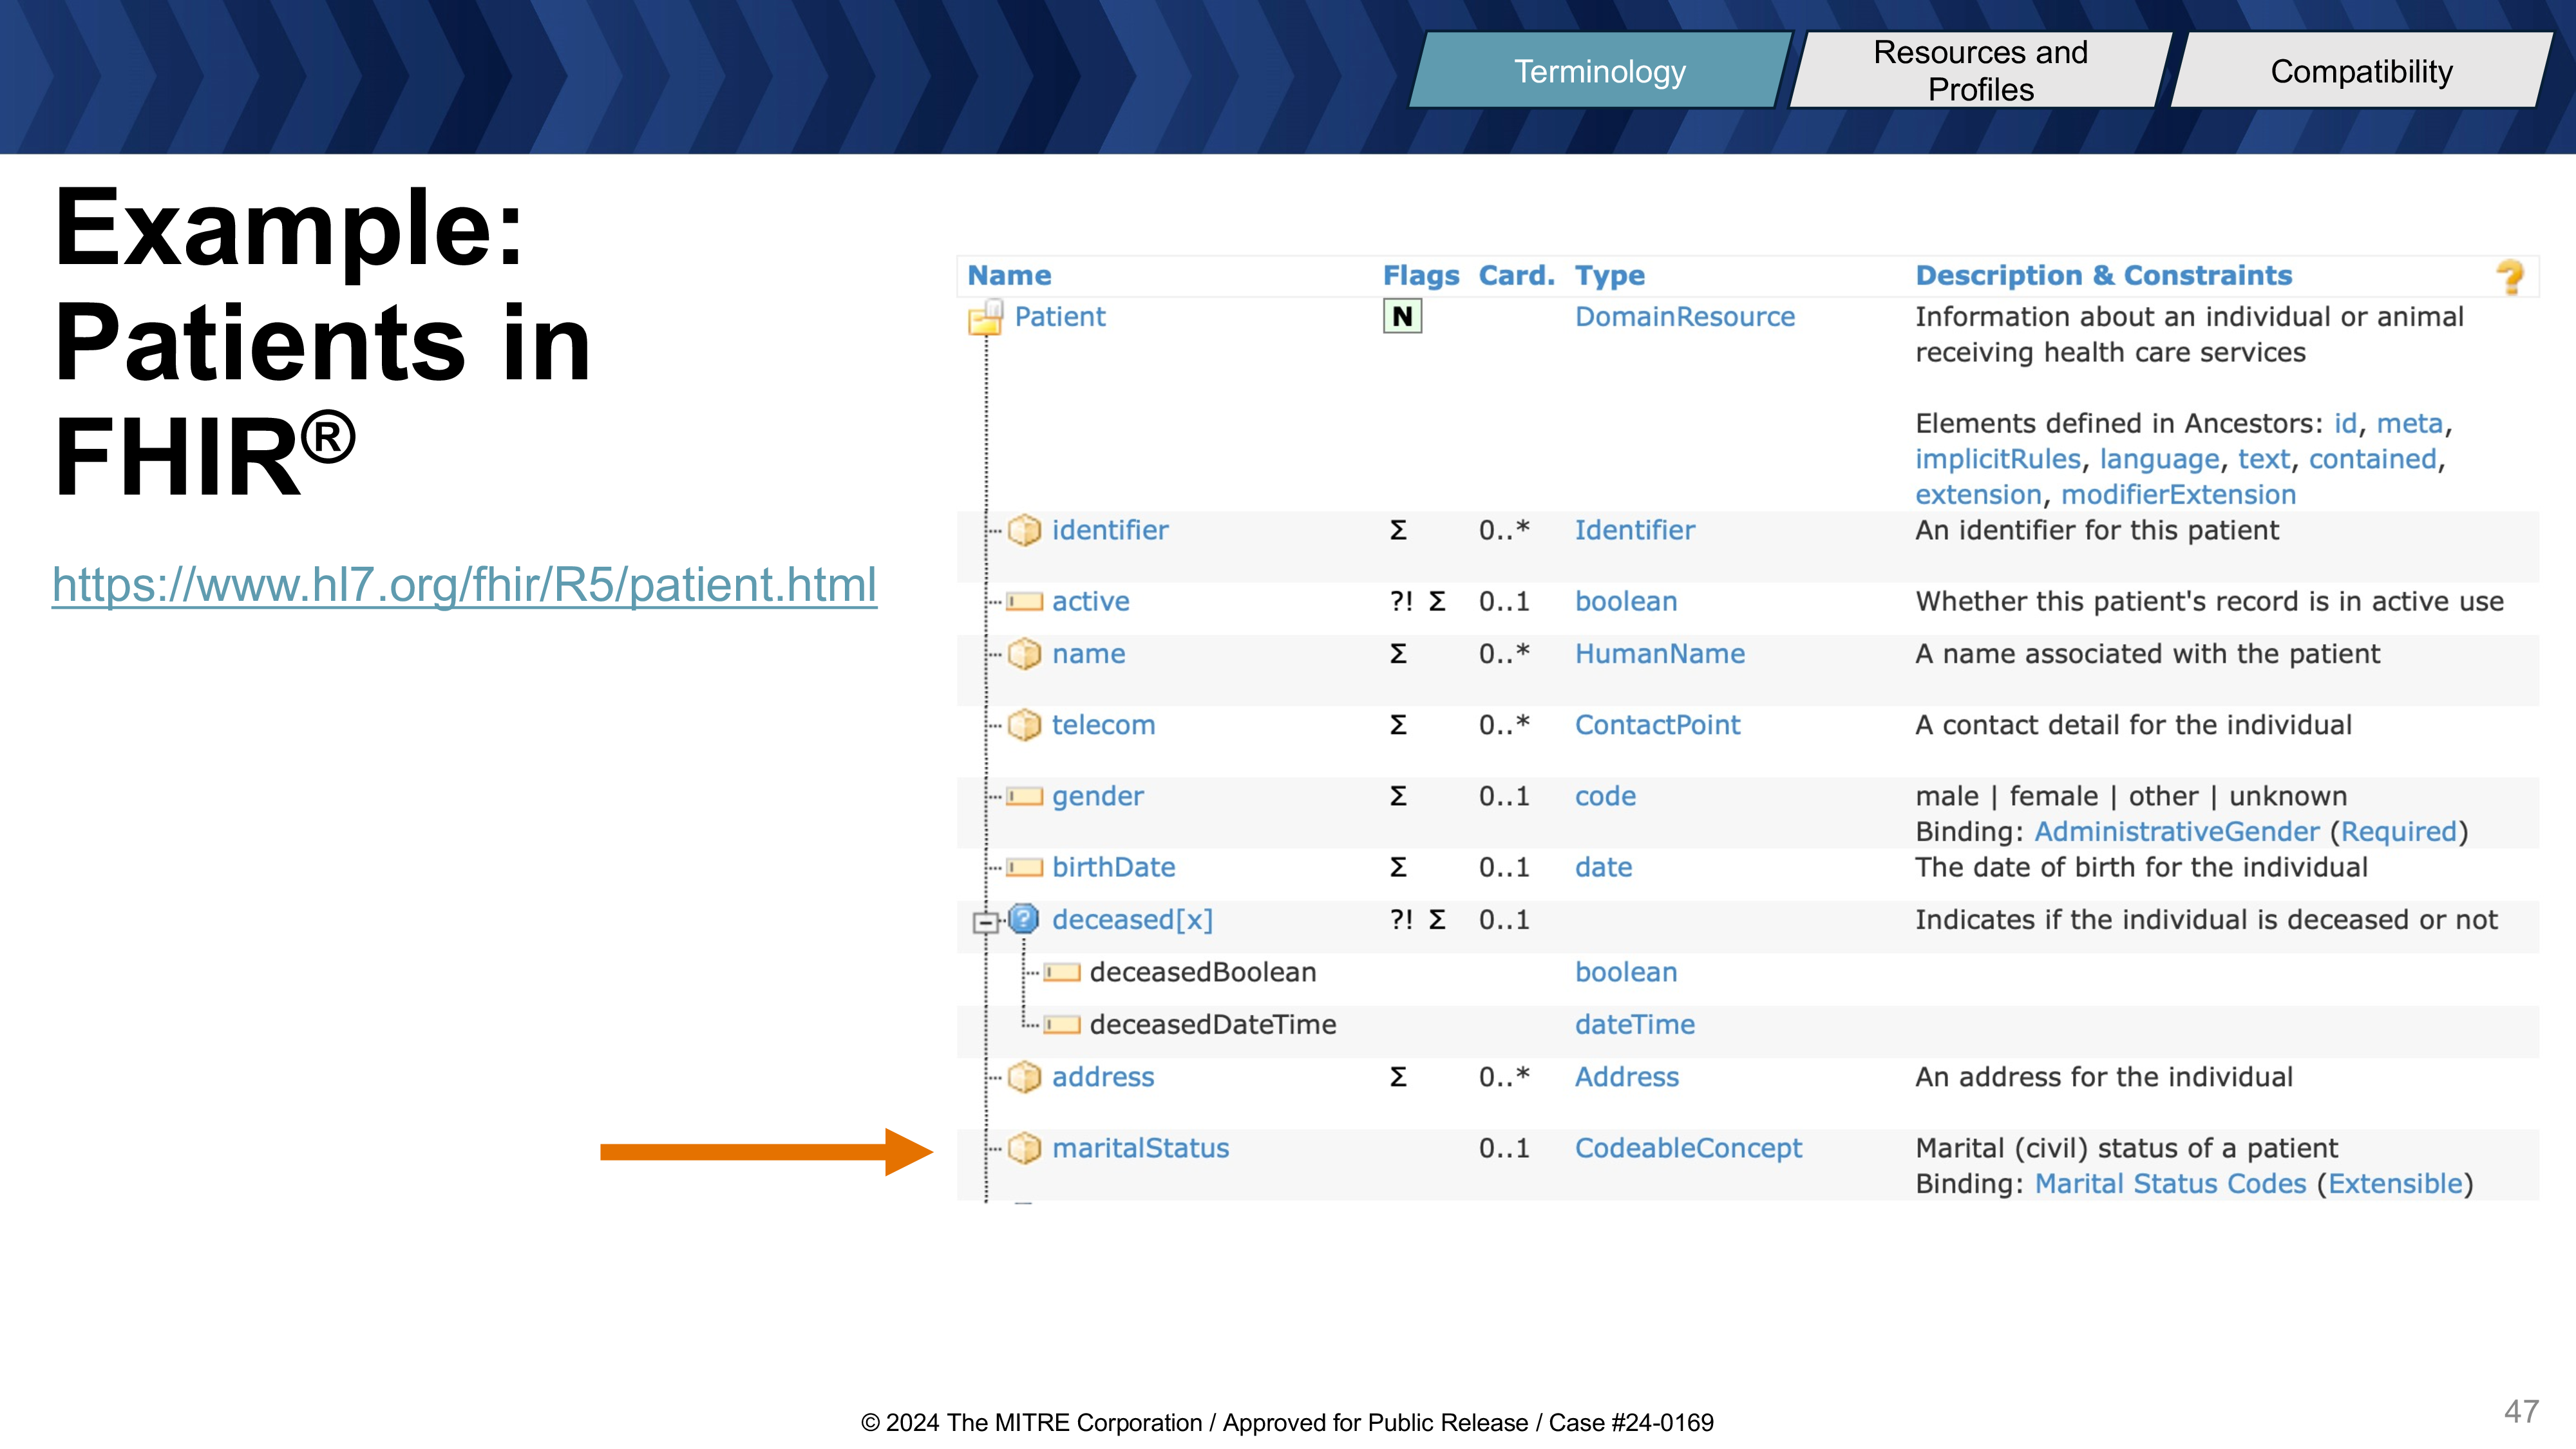 Terminology
Resources and
Profiles
Compatibility
Example:
Patients in
FHIR®
https://www.hl7.org/fhir/R5/patient.html
Name Flags Card. Type Description & Constraints ?
Patient N DomainResource Information about an individual or animal
receiving health care services
Elements defined in Ancestors: id, meta,
implicitRules, language, text, contained,
extension, modifierExtension
identifier Σ 0..* Identifier An identifier for this patient
active ?! Σ 0..1 boolean Whether this patient's record is in active use
name Σ 0..* HumanName A name associated with the patient
telecom Σ 0..* ContactPoint A contact detail for the individual
gender Σ 0..1 code male | female | other | unknown
Binding: AdministrativeGender (Required)
birthDate Σ 0..1 date The date of birth for the individual
deceased[x] ?! Σ 0..1 Indicates if the individual is deceased or not
deceasedBoolean boolean
deceasedDateTime dateTime
address Σ 0..* Address An address for the individual
maritalStatus 0..1 CodeableConcept Marital (civil) status of a patient
Binding: Marital Status Codes (Extensible)
© 2024 The MITRE Corporation / Approved for Public Release / Case #24-0169
47